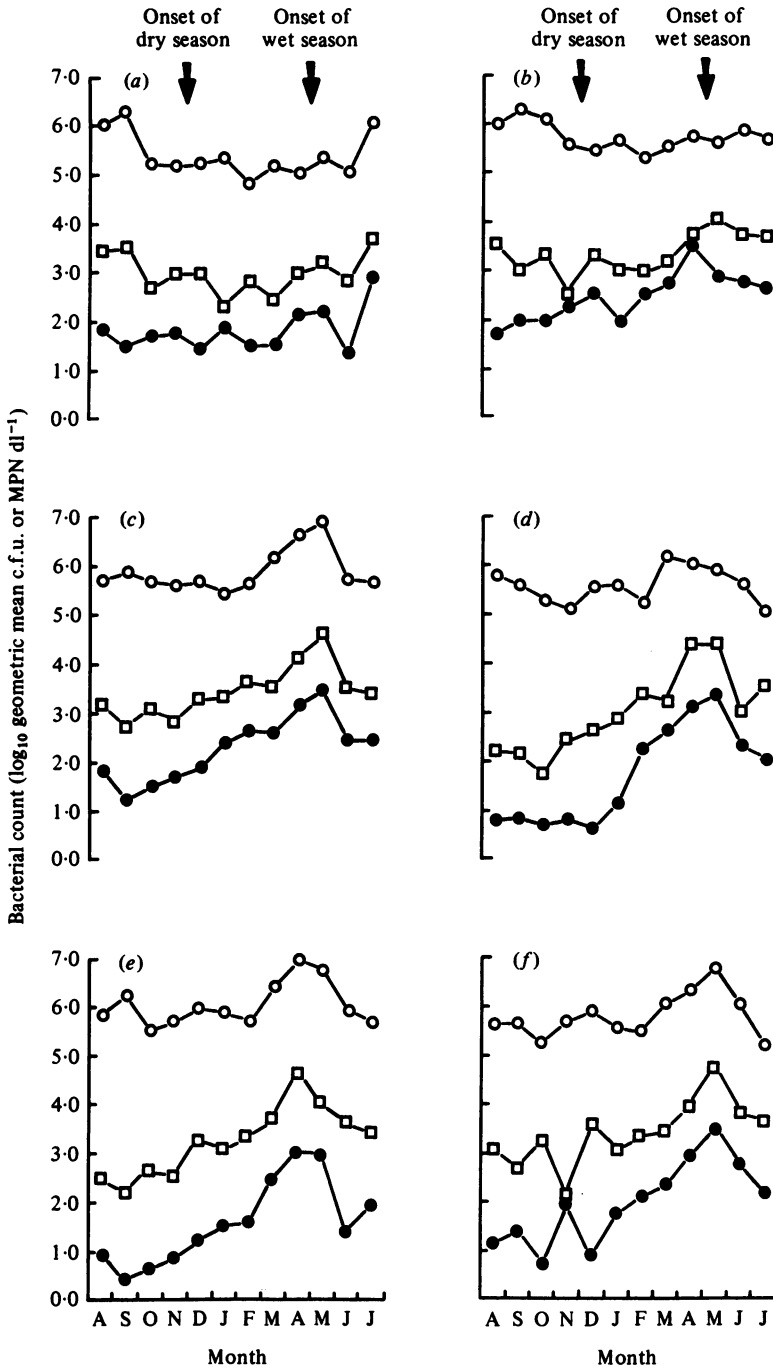 Onset of
dry season
Onset of
wet season
Onset of
dry season
Onset of
wet season
(a)
7·0
6·0
5·0
4·0
3·0
2·0
1·0
0·0
(b)
Bacterial count (log10 geometric mean c.f.u. or MPN dl−1)
(c)
7·0
6·0
5·0
4·0
3·0
2·0
1·0
0·0
(d)
(e)
7·0
6·0
5·0
4·0
3·0
2·0
1·0
0·0
A S O N D J F M A M J J
Month
(f)
A S O N D J F M A M J J
Month